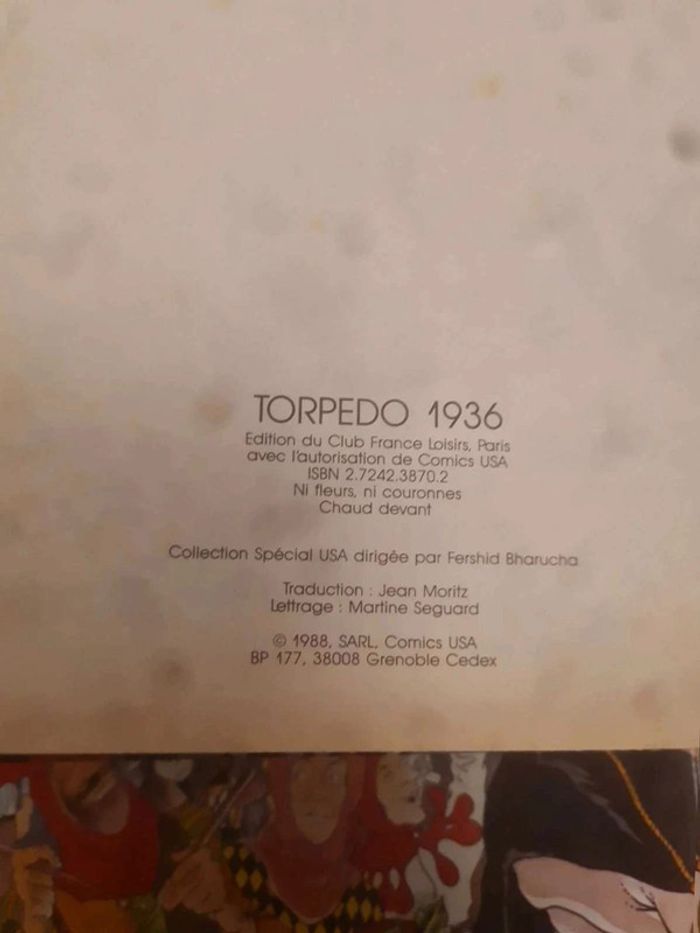 TORPEDO 1936
Edition du Club France Loisirs, Paris
avec l'autorisation de Comics USA
ISBN 2.7242.3870.2
Ni fleurs, ni couronnes
Chaud devant
Collection Spécial USA dirigée par Fershid Bharucha
Traduction : Jean Moritz
Lettrage : Martine Seguard
© 1988, SARL, Comics USA
BP 177, 38008 Grenoble Cedex